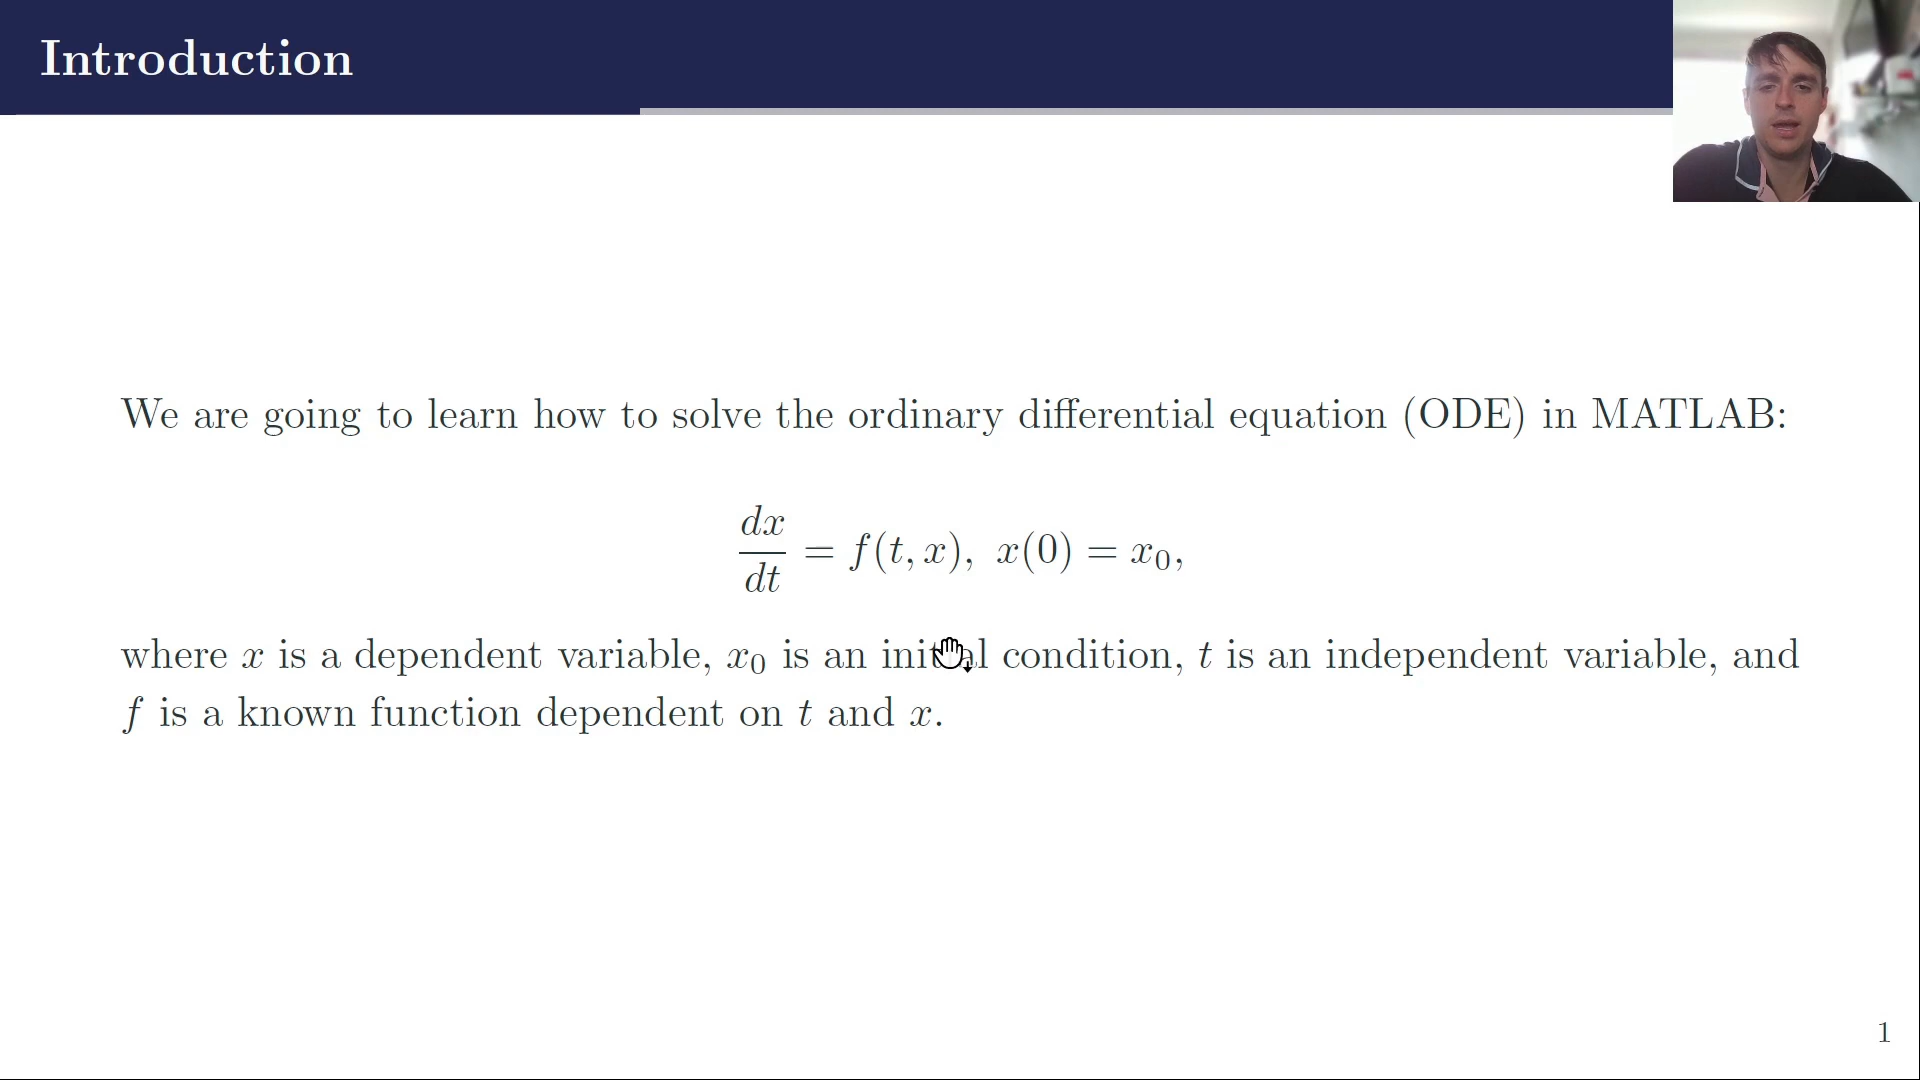 Introduction
We are going to learn how to solve the ordinary differential equation (ODE) in MATLAB:
dx/dt = f(t, x), x(0) = x₀,
where x is a dependent variable, x₀ is an initial condition, t is an independent variable, and
f is a known function dependent on t and x.
1